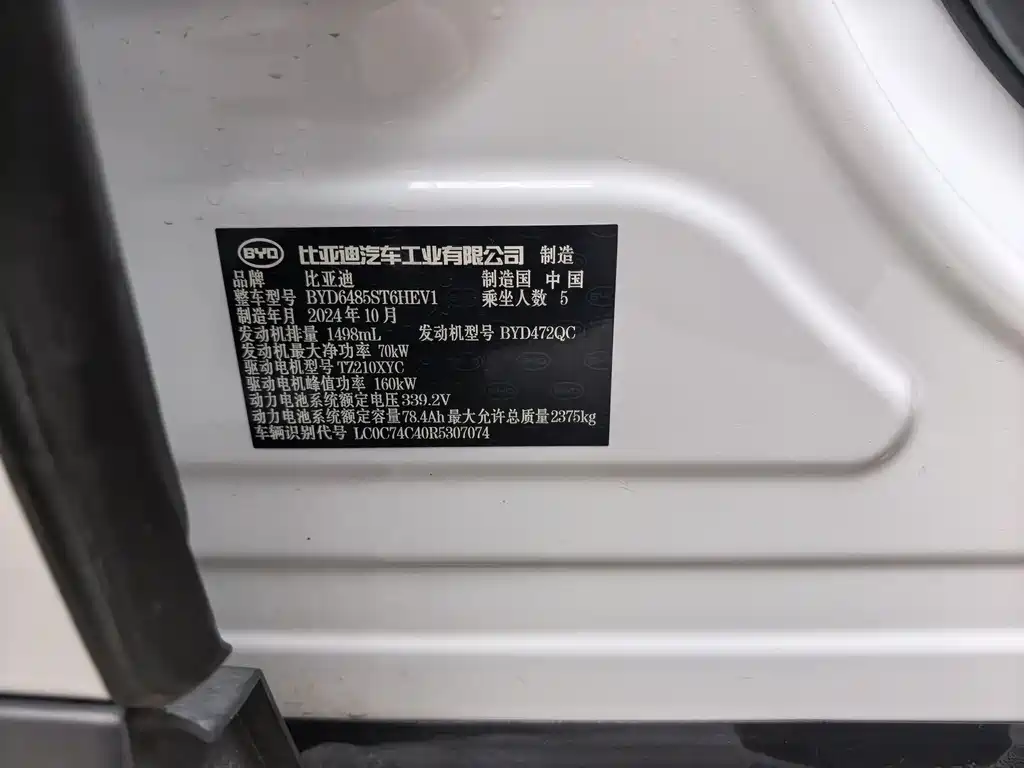 BYD 比亚迪汽车工业有限公司 制造
品牌 比亚迪 制造国 中国
整车型号 BYD6485ST6HEV1 乘坐人数 5
制造年月 2024年10月
发动机排量 1498mL 发动机型号 BYD472QC
发动机最大净功率 70kW
驱动电机型号 TZ210XYC
驱动电机峰值功率 160kW
动力电池系统额定电压 339.2V
动力电池系统额定容量 78.4Ah 最大允许总质量 2375kg
车辆识别代号 LC0C74C40R5307074